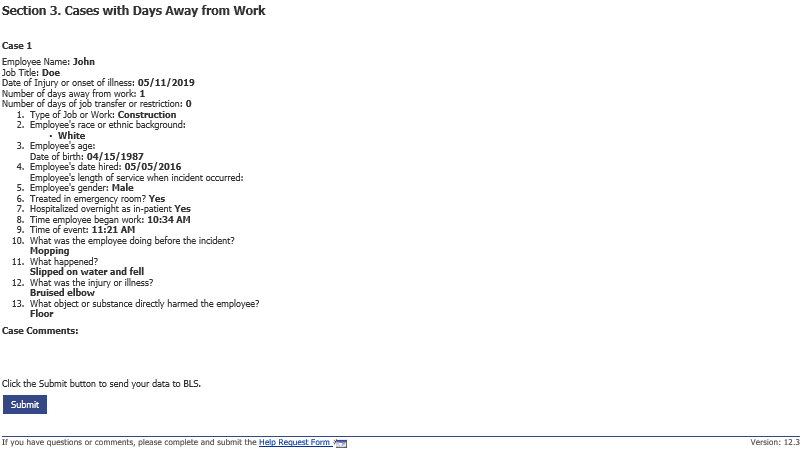 Section 3. Cases with Days Away from Work
Case 1
Employee Name: John
Job Title: Doe
Date of Injury or onset of illness: 05/11/2019
Number of days away from work: 1
Number of days of job transfer or restriction: 0
1. Type of Job or Work: Construction
2. Employee's race or ethnic background:
• White
3. Employee's age:
Date of birth: 04/15/1987
4. Employee's date hired: 05/05/2016
Employee's length of service when incident occurred:
5. Employee's gender: Male
6. Treated in emergency room? Yes
7. Hospitalized overnight as in-patient Yes
8. Time employee began work: 10:34 AM
9. Time of event: 11:21 AM
10. What was the employee doing before the incident?
Mopping
11. What happened?
Slipped on water and fell
12. What was the injury or illness?
Bruised elbow
13. What object or substance directly harmed the employee?
Floor
Case Comments:
Click the Submit button to send your data to BLS.
Submit
If you have questions or comments, please complete and submit the Help Request Form Version: 12.3